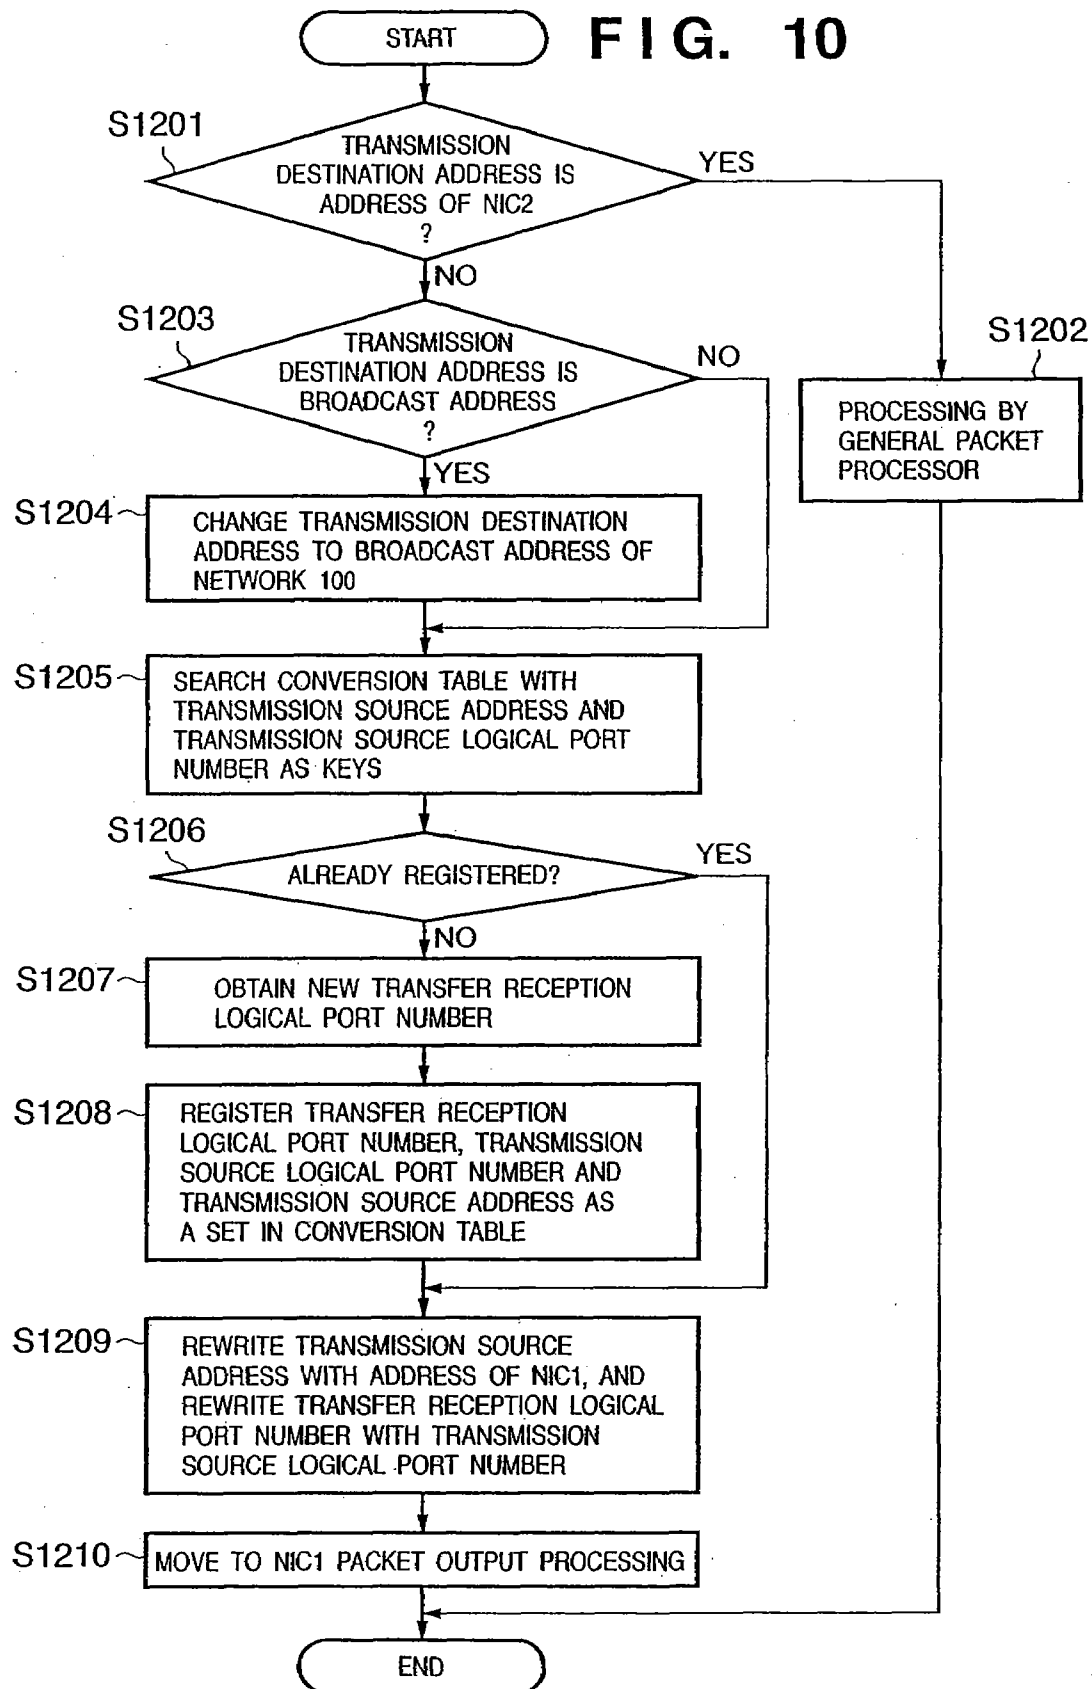 START
FIG. 10
S1201
TRANSMISSION
DESTINATION ADDRESS IS
ADDRESS OF NIC2
?
YES
NO
S1203
TRANSMISSION
DESTINATION ADDRESS IS
BROADCAST ADDRESS
?
NO
YES
S1202
PROCESSING BY
GENERAL PACKET
PROCESSOR
S1204
CHANGE TRANSMISSION DESTINATION
ADDRESS TO BROADCAST ADDRESS OF
NETWORK 100
S1205
SEARCH CONVERSION TABLE WITH
TRANSMISSION SOURCE ADDRESS AND
TRANSMISSION SOURCE LOGICAL PORT
NUMBER AS KEYS
S1206
ALREADY REGISTERED?
YES
NO
S1207
OBTAIN NEW TRANSFER RECEPTION
LOGICAL PORT NUMBER
S1208
REGISTER TRANSFER RECEPTION
LOGICAL PORT NUMBER, TRANSMISSION
SOURCE LOGICAL PORT NUMBER AND
TRANSMISSION SOURCE ADDRESS AS
A SET IN CONVERSION TABLE
S1209
REWRITE TRANSMISSION SOURCE
ADDRESS WITH ADDRESS OF NIC1, AND
REWRITE TRANSFER RECEPTION LOGICAL
PORT NUMBER WITH TRANSMISSION
SOURCE LOGICAL PORT NUMBER
S1210
MOVE TO NIC1 PACKET OUTPUT PROCESSING
END